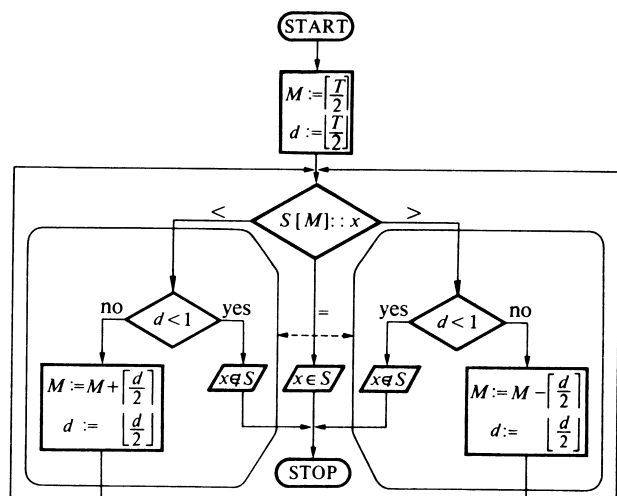 START
M := ⌈T/2⌉
d := ⌊T/2⌋
< S[M]::x >
no d<1 yes = yes d<1 no
M := M + ⌈d/2⌉
d := ⌊d/2⌋
x∉S
x∈S
x∉S
M := M − ⌈d/2⌉
d := ⌊d/2⌋
STOP